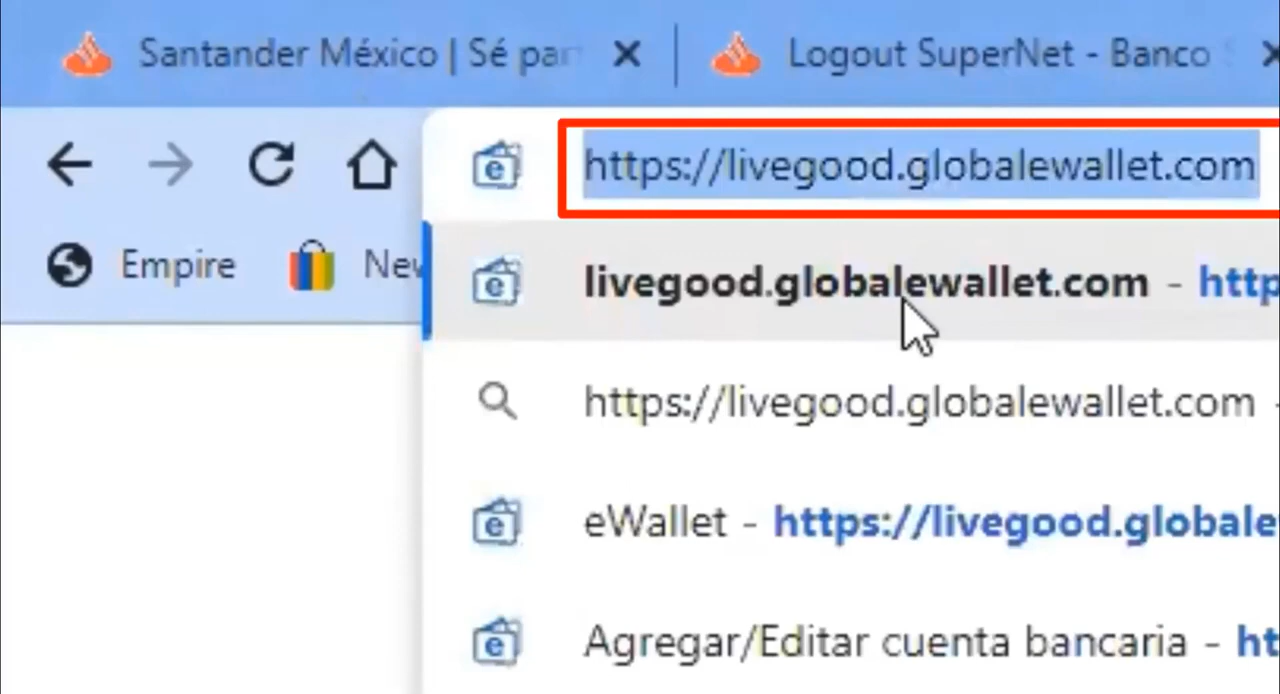 Santander México | Sé par
Logout SuperNet - Banco
https://livegood.globalewallet.com
Empire
New
livegood.globalewallet.com - http
https://livegood.globalewallet.com -
eWallet - https://livegood.globale
Agregar/Editar cuenta bancaria - ht